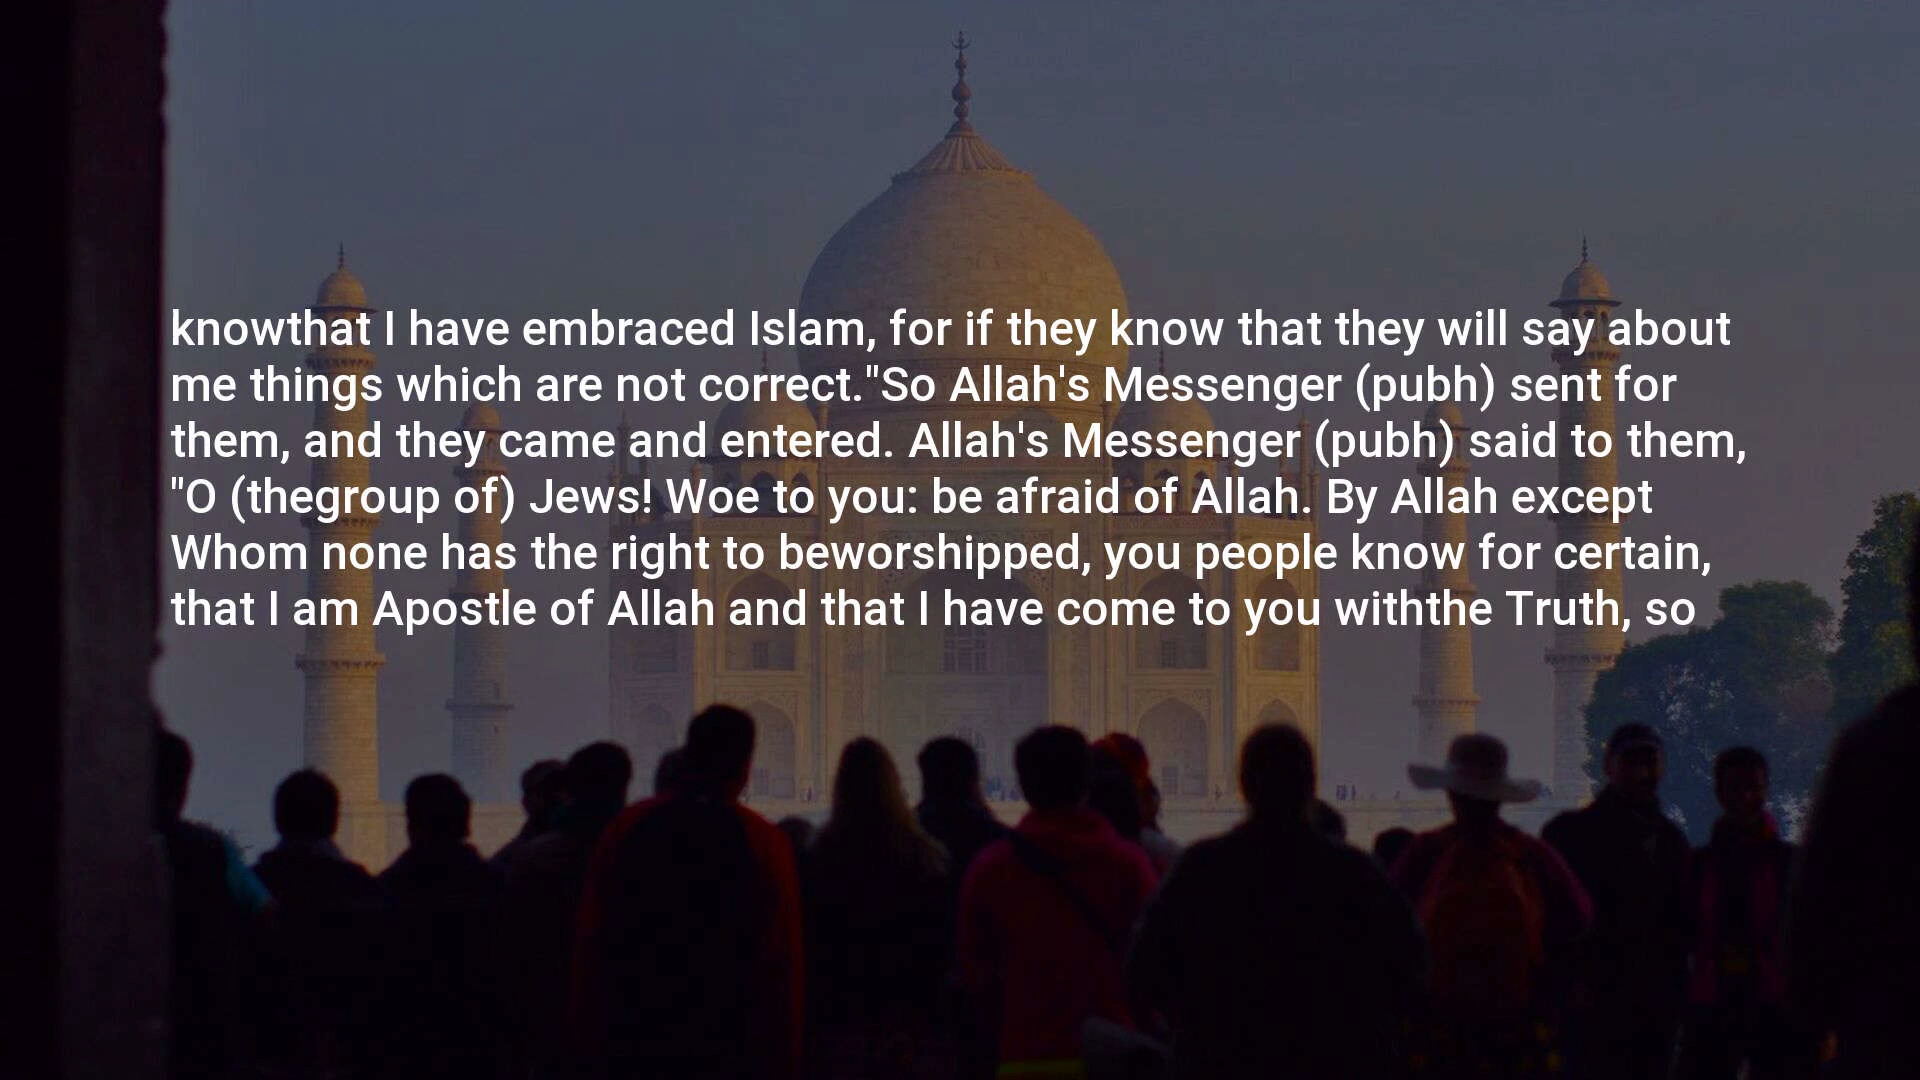 knowthat I have embraced Islam, for if they know that they will say about
me things which are not correct."So Allah's Messenger (pubh) sent for
them, and they came and entered. Allah's Messenger (pubh) said to them,
"O (thegroup of) Jews! Woe to you: be afraid of Allah. By Allah except
Whom none has the right to beworshipped, you people know for certain,
that I am Apostle of Allah and that I have come to you withthe Truth, so